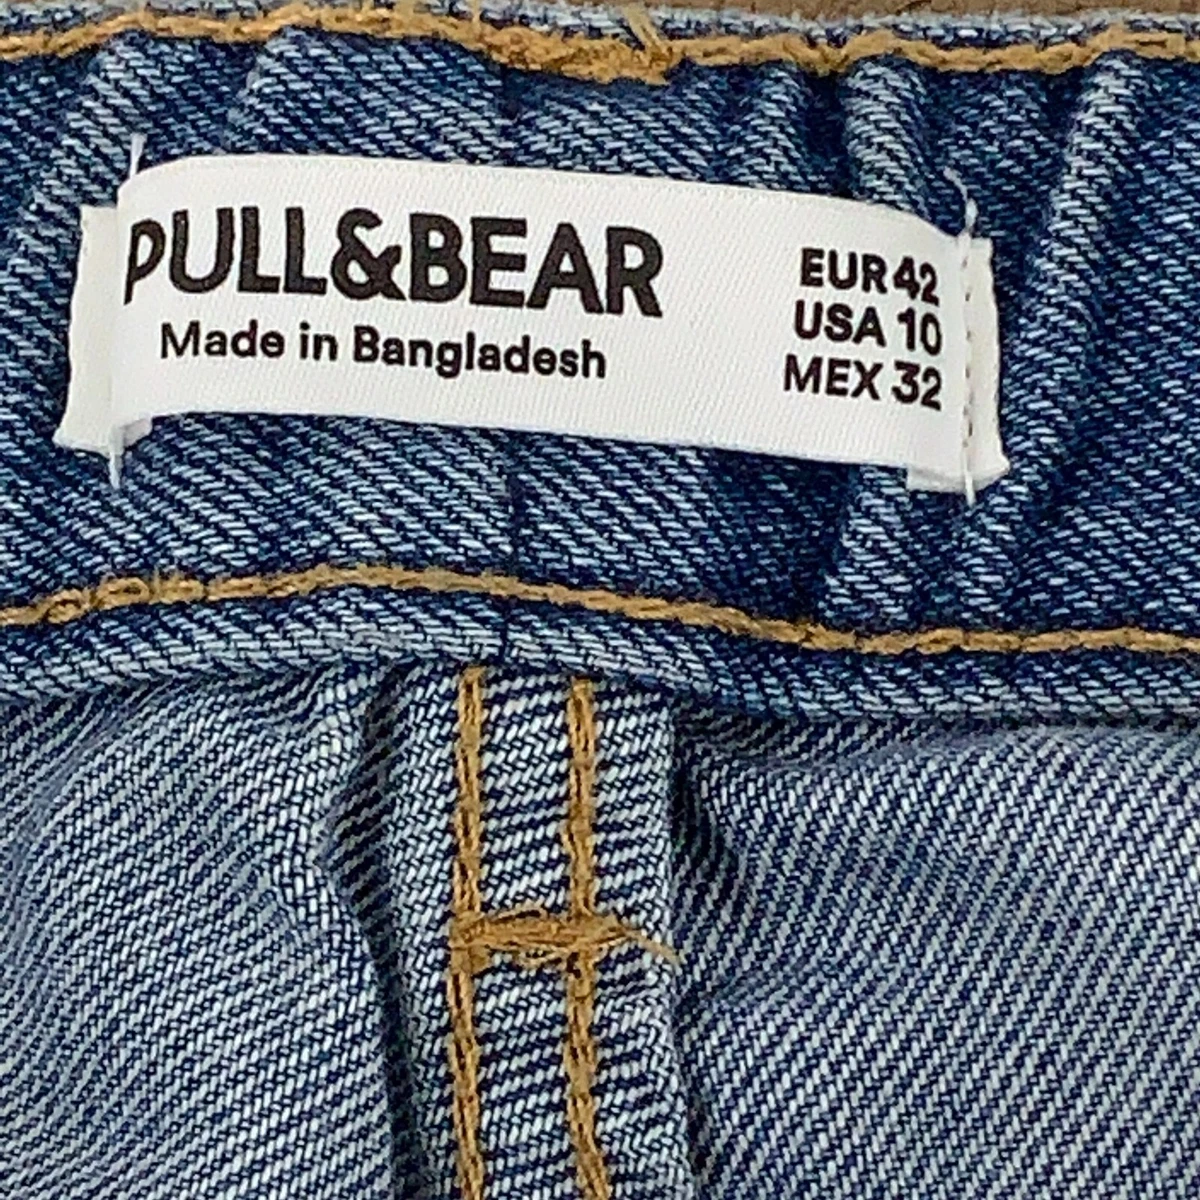 PULL&BEAR
Made in Bangladesh
EUR 42
USA 10
MEX 32